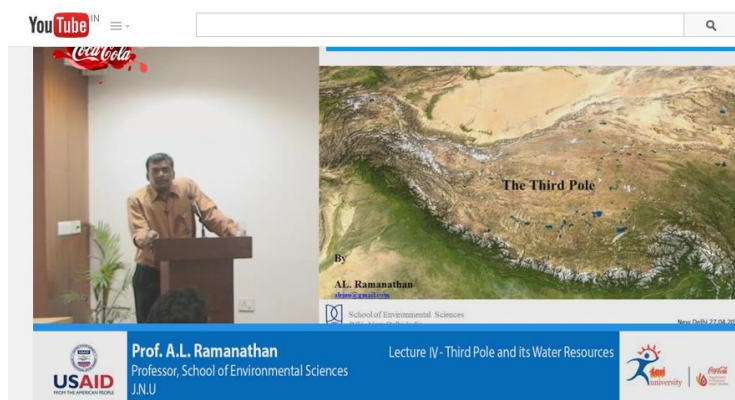 YouTube IN
Coca Cola
The Third Pole
By
AL. Ramanathan
School of Environmental Sciences
New Delhi 27.04.20
Prof. A.L. Ramanathan
Professor, School of Environmental Sciences
J.N.U
Lecture IV - Third Pole and its Water Resources
USAID
FROM THE AMERICAN PEOPLE
university
Coca-Cola